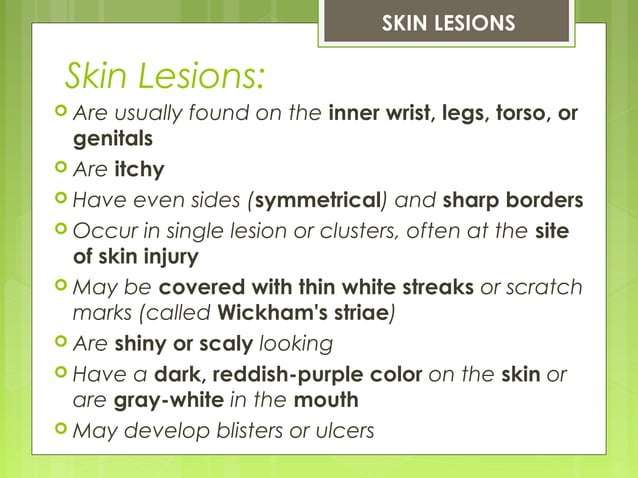 SKIN LESIONS
Skin Lesions:
Are usually found on the inner wrist, legs, torso, or
genitals
Are itchy
Have even sides (symmetrical) and sharp borders
Occur in single lesion or clusters, often at the site
of skin injury
May be covered with thin white streaks or scratch
marks (called Wickham's striae)
Are shiny or scaly looking
Have a dark, reddish-purple color on the skin or
are gray-white in the mouth
May develop blisters or ulcers